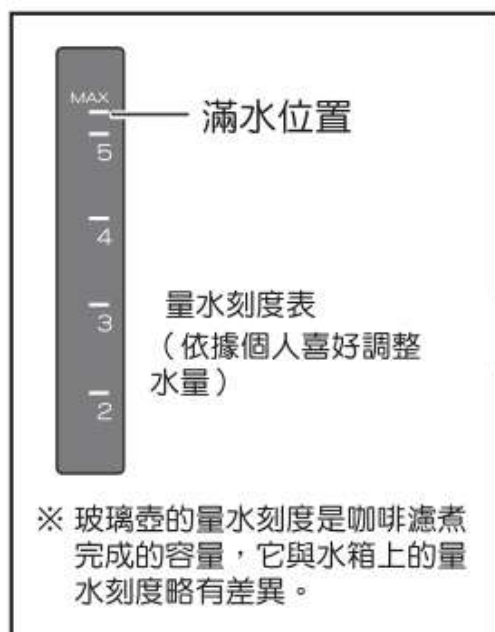 MAX
滿水位置
5
4
3
量水刻度表
（依據個人喜好調整
水量）
2
※ 玻璃壺的量水刻度是咖啡濾煮
完成的容量，它與水箱上的量
水刻度略有差異。